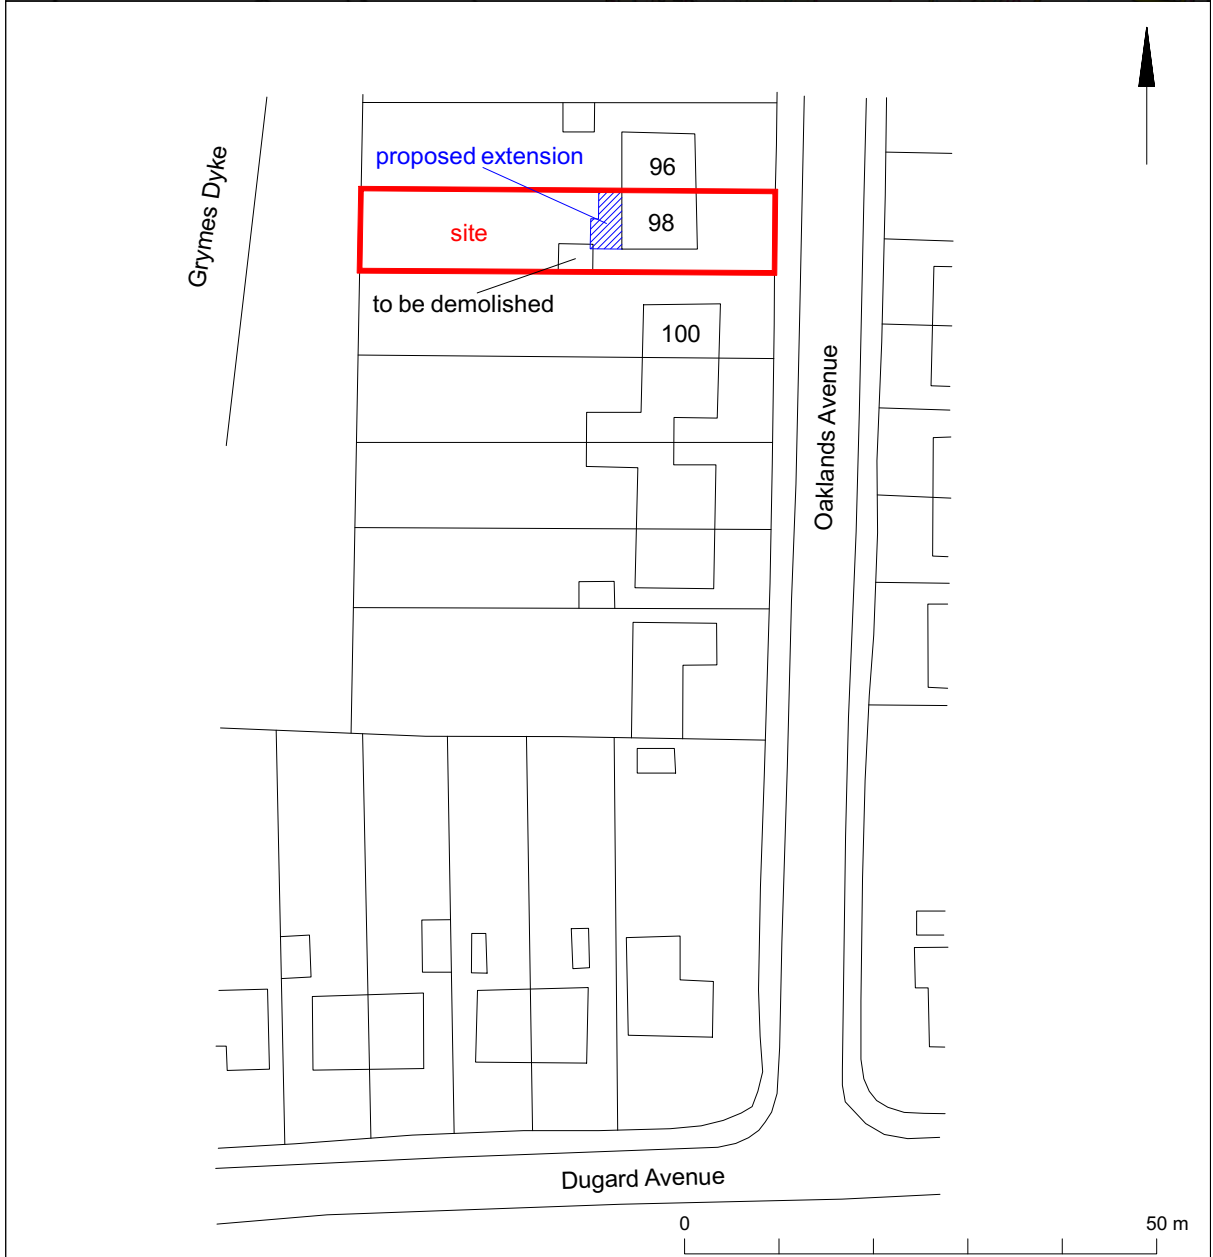 Grymes Dyke
proposed extension
96
site
98
to be demolished
100
Oaklands Avenue
Dugard Avenue
0
50 m